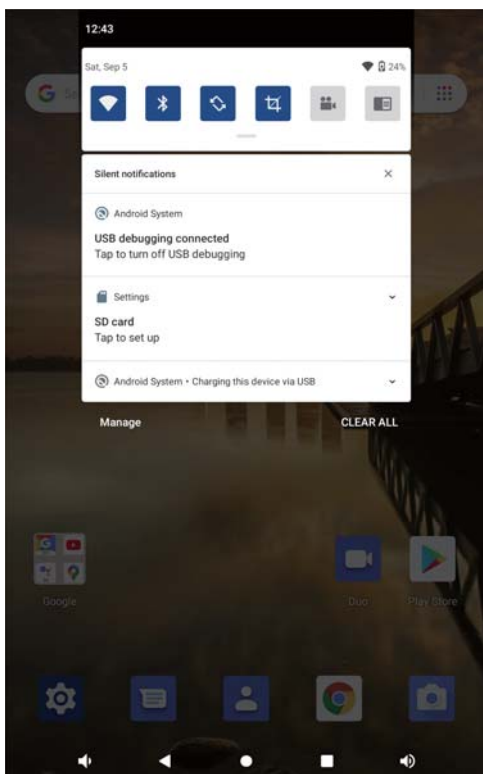 12:43
Sat, Sep 5
24%
Silent notifications
Android System
USB debugging connected
Tap to turn off USB debugging
Settings
SD card
Tap to set up
Android System • Charging this device via USB
Manage
CLEAR ALL
Google
Duo
Play Store